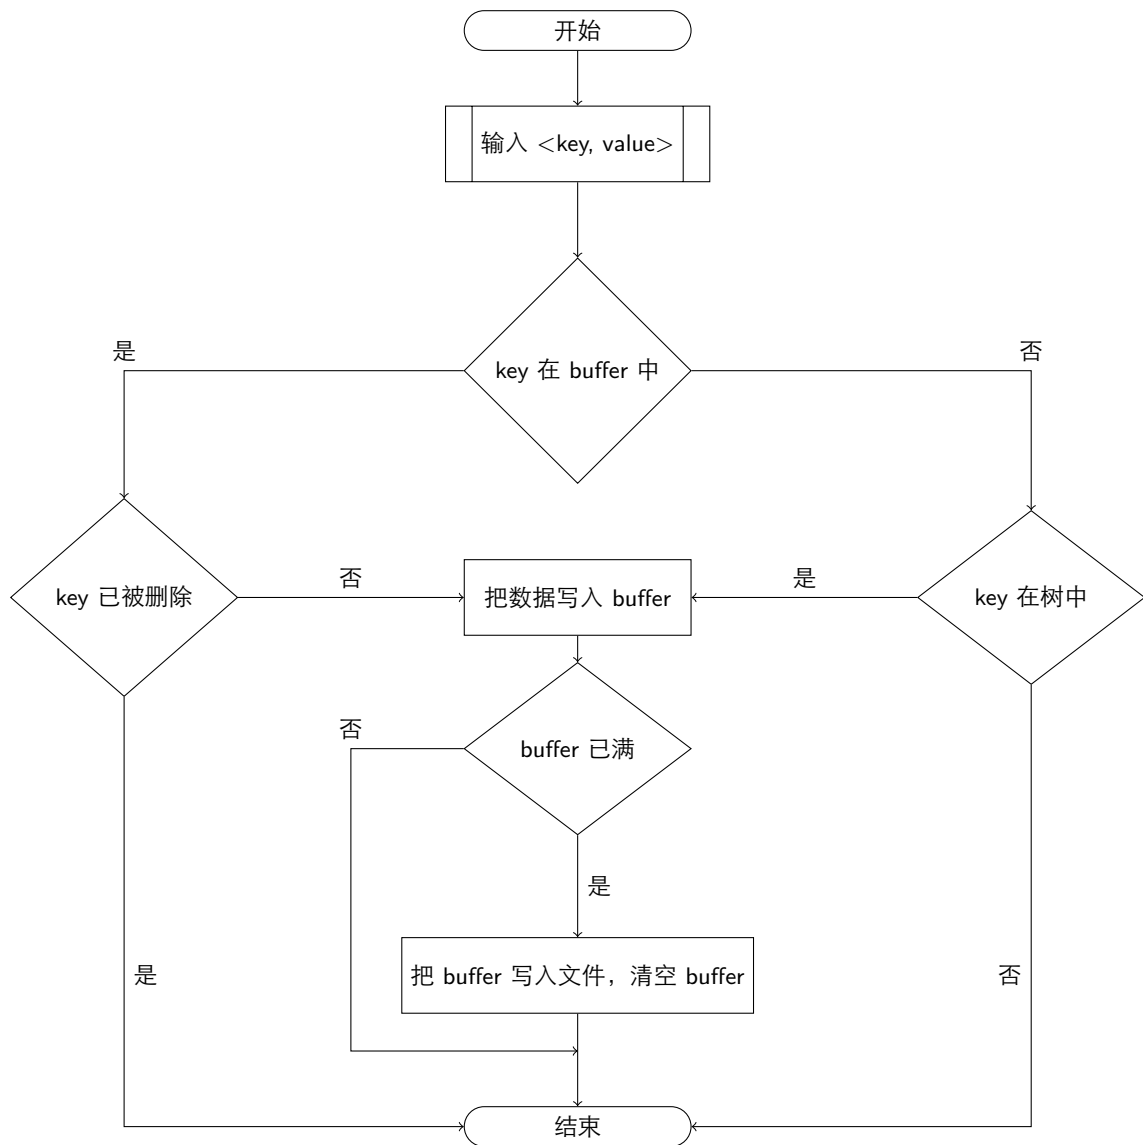 开始
输入 <key, value>
key 在 buffer 中
是
否
key 已被删除
否
把数据写入 buffer
是
key 在树中
否
buffer 已满
是
把 buffer 写入文件，清空 buffer
是
否
结束